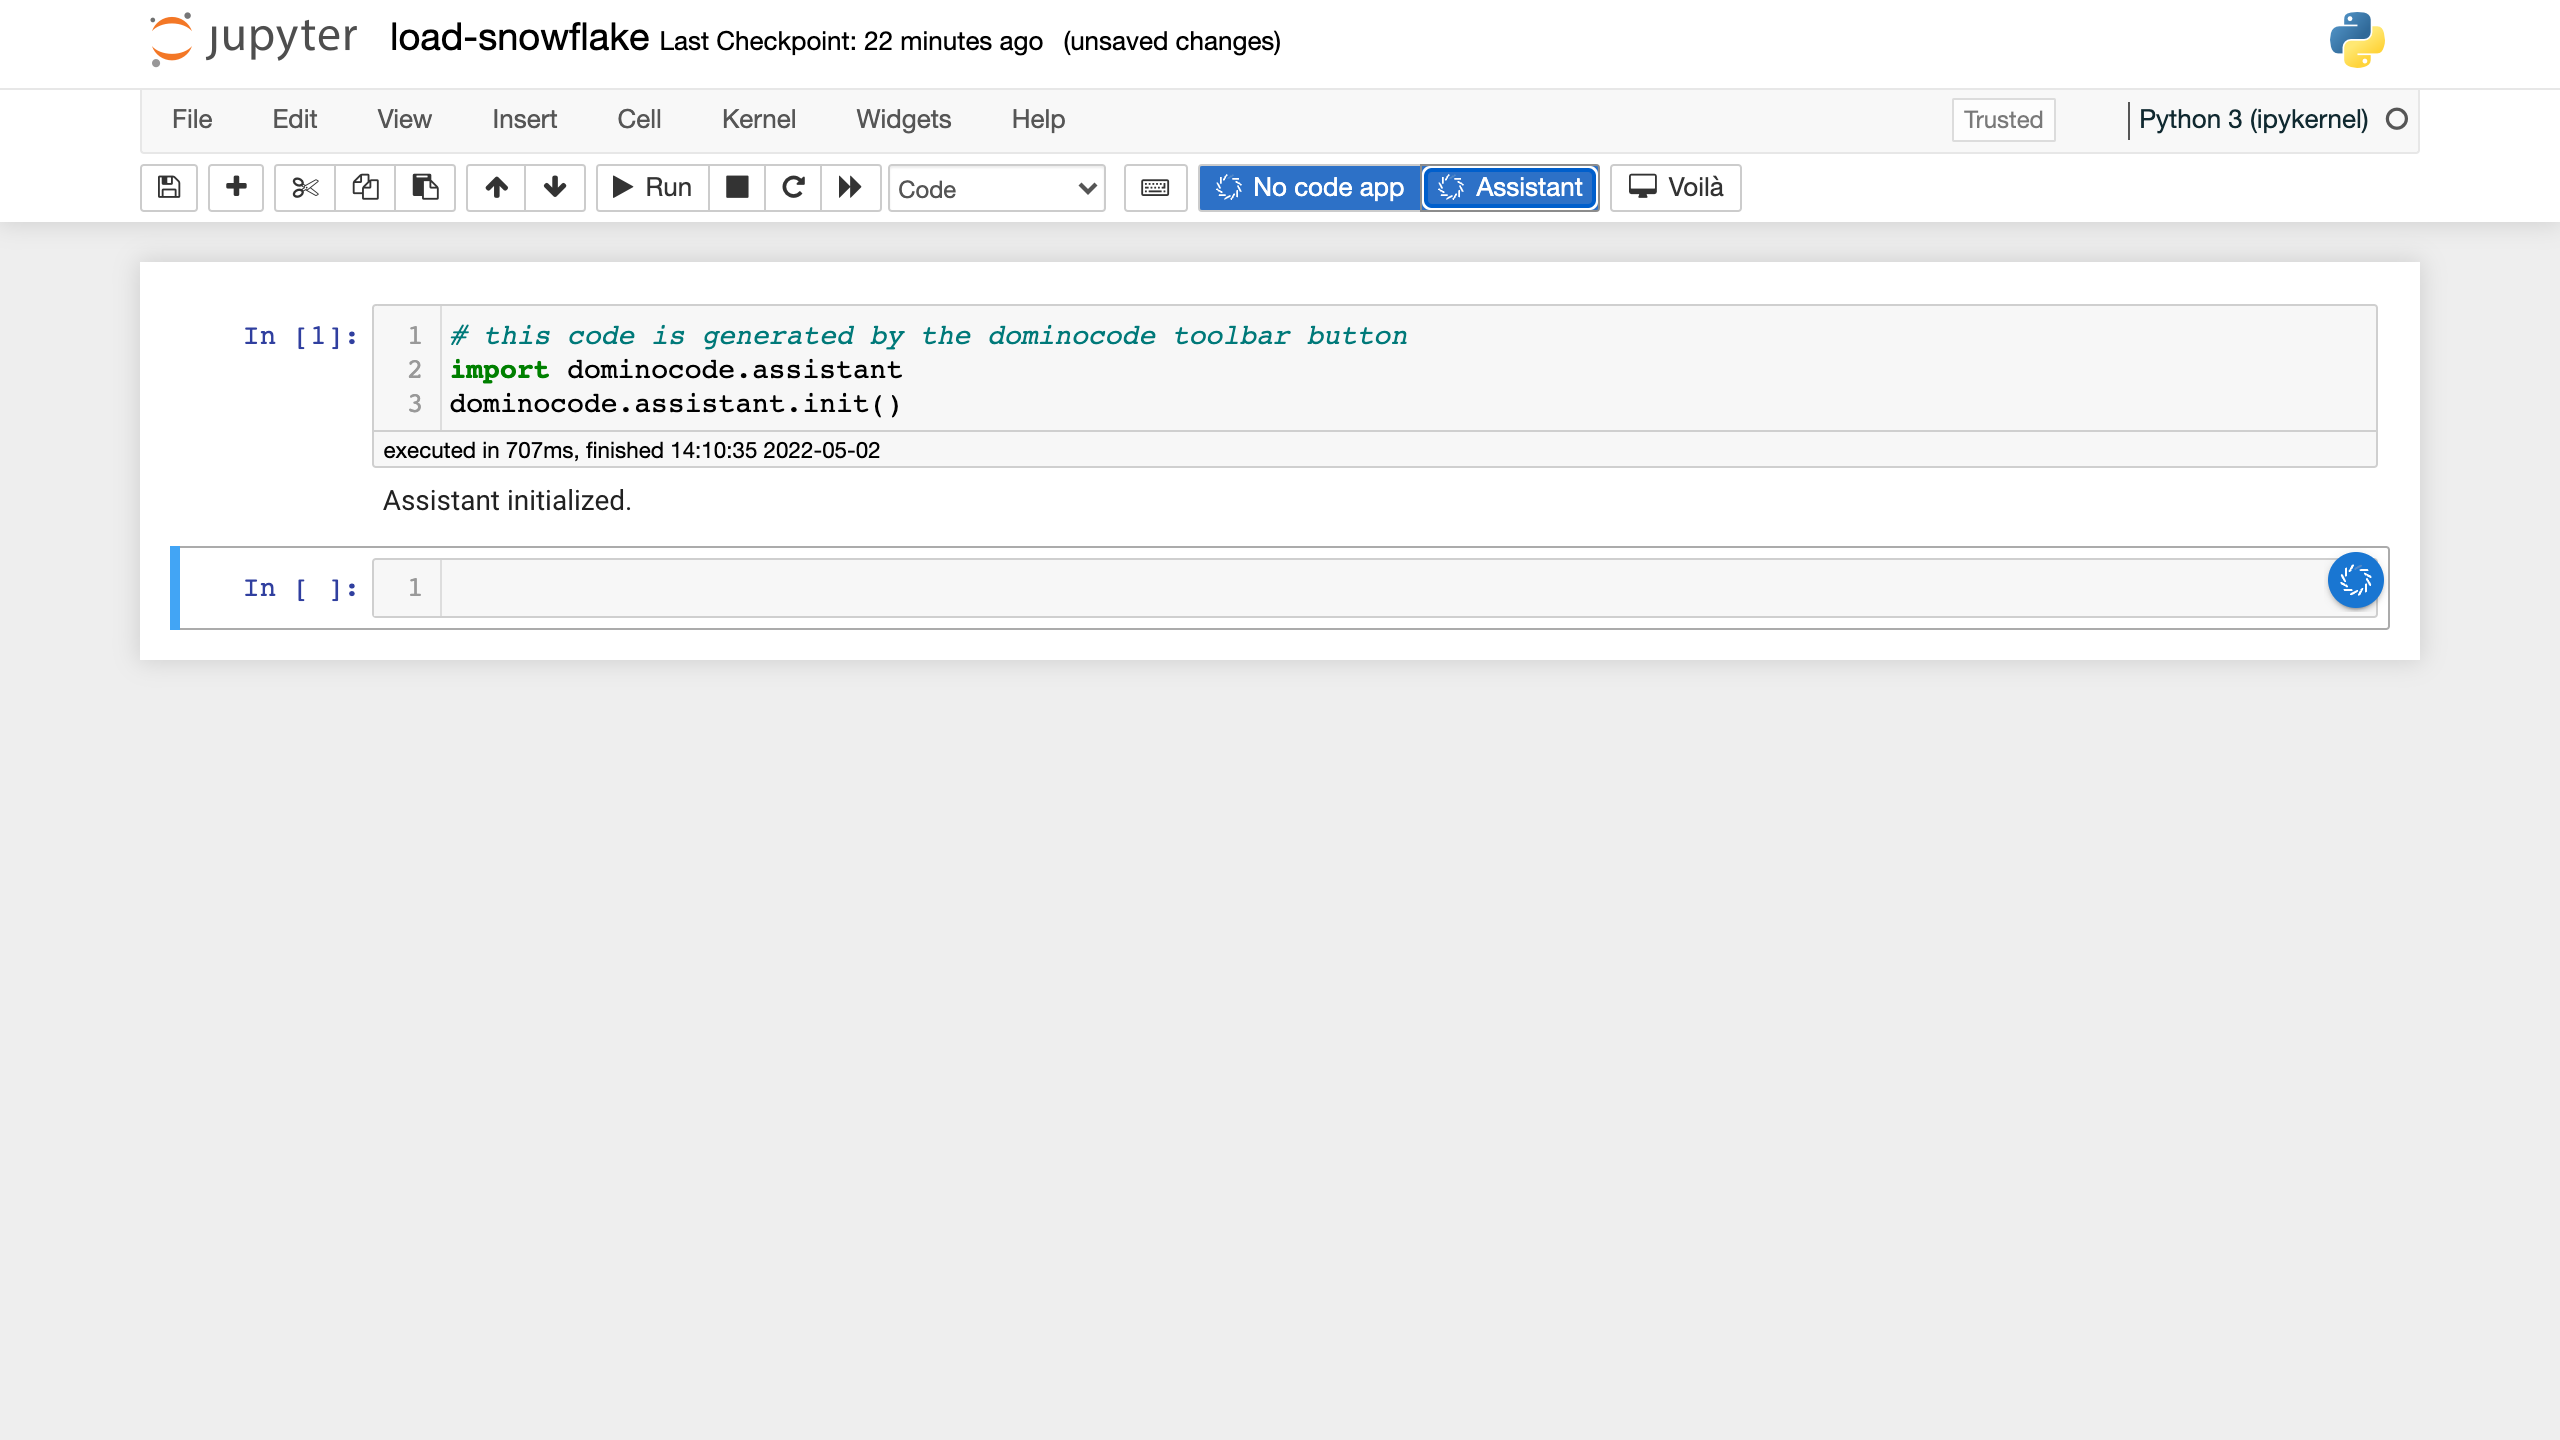 jupyter load-snowflake Last Checkpoint: 22 minutes ago (unsaved changes)
File Edit View Insert Cell Kernel Widgets Help Trusted Python 3 (ipykernel)
Run Code No code app Assistant Voilà
In [1]: 1 # this code is generated by the dominocode toolbar button
2 import dominocode.assistant
3 dominocode.assistant.init()
executed in 707ms, finished 14:10:35 2022-05-02
Assistant initialized.
In [ ]: 1